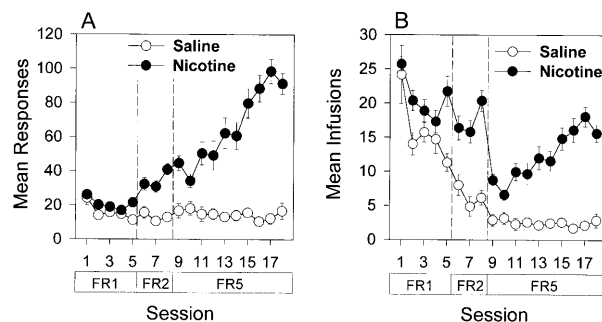 A
Saline
Nicotine
Mean Responses
120
100
80
60
40
20
0
1 3 5 7 9 11 13 15 17
FR1 FR2 FR5
Session
B
Saline
Nicotine
Mean Infusions
30
25
20
15
10
5
0
1 3 5 7 9 11 13 15 17
FR1 FR2 FR5
Session